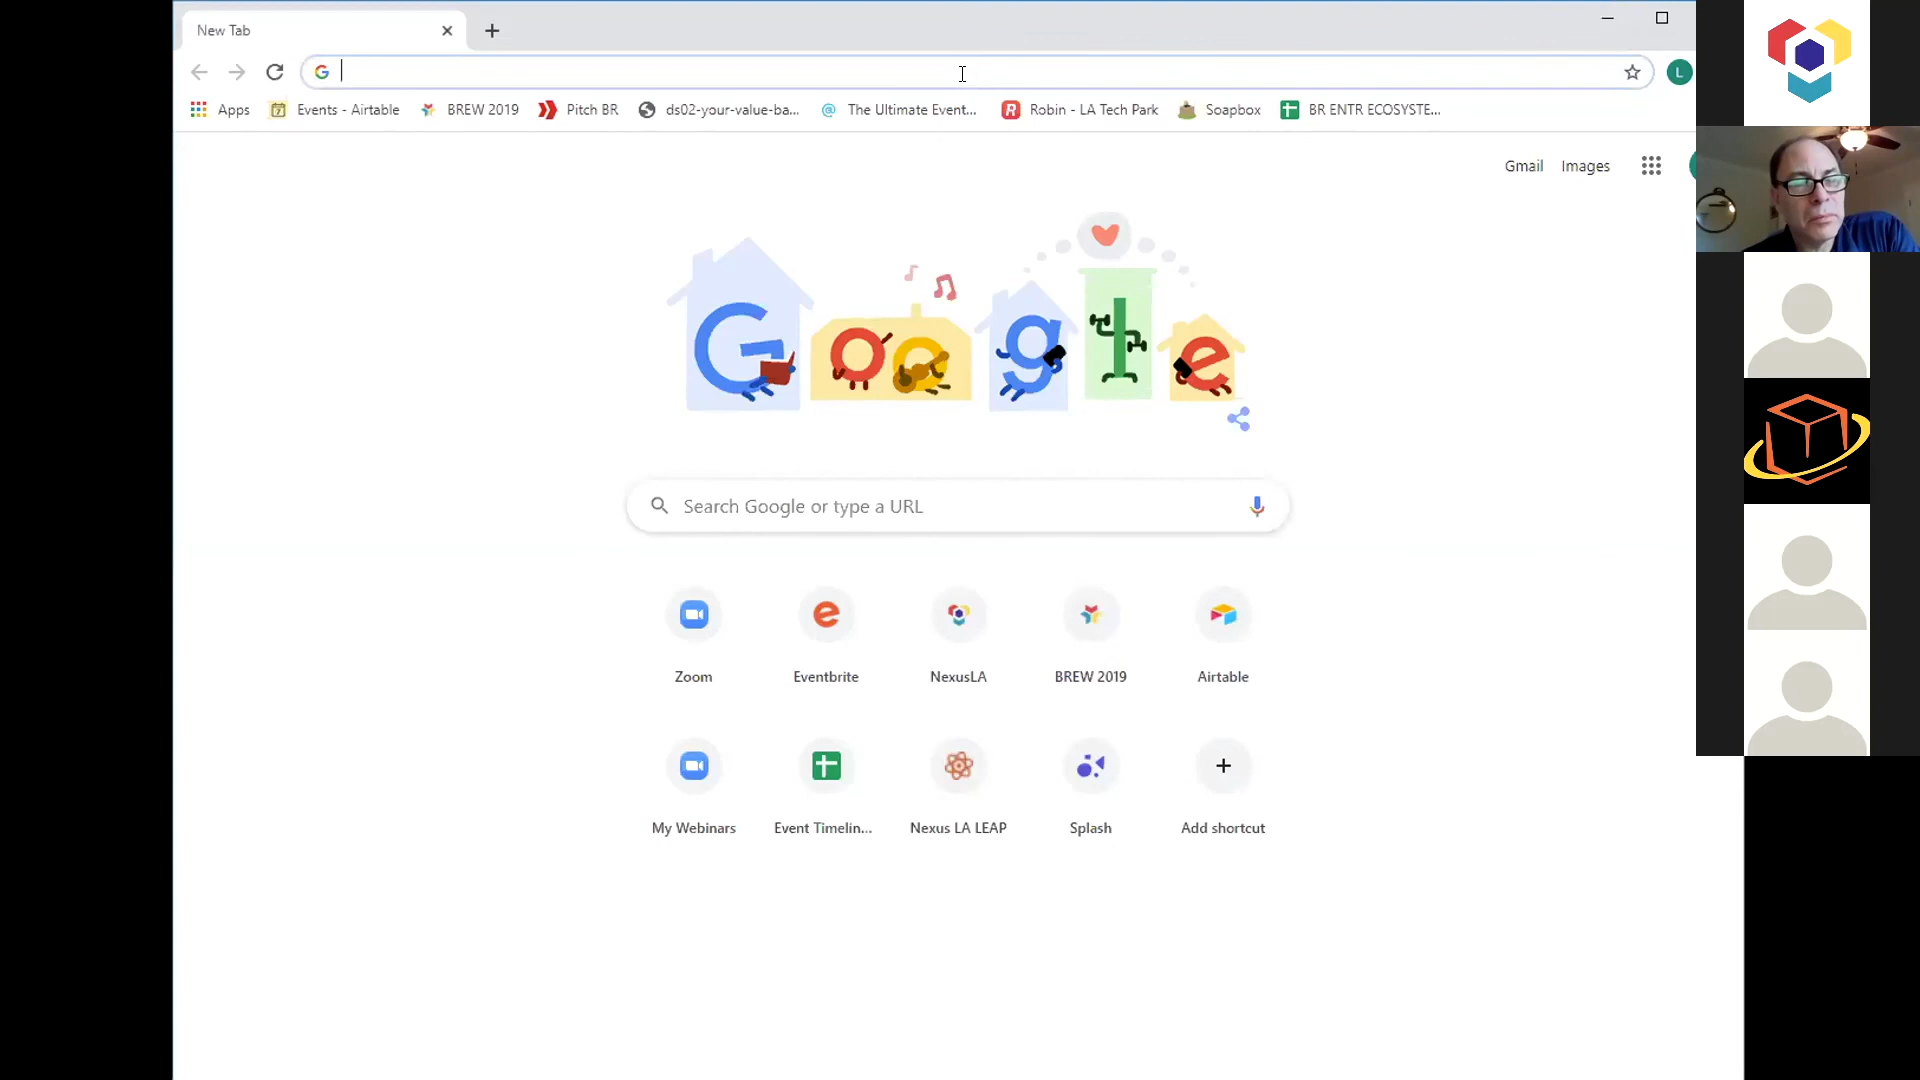 New Tab
Apps Events - Airtable BREW 2019 Pitch BR ds02-your-value-ba... The Ultimate Event... Robin - LA Tech Park Soapbox BR ENTR ECOSYSTE...
L
Gmail Images
Google
Search Google or type a URL
Zoom Eventbrite NexusLA BREW 2019 Airtable
My Webinars Event Timelin... Nexus LA LEAP Splash Add shortcut